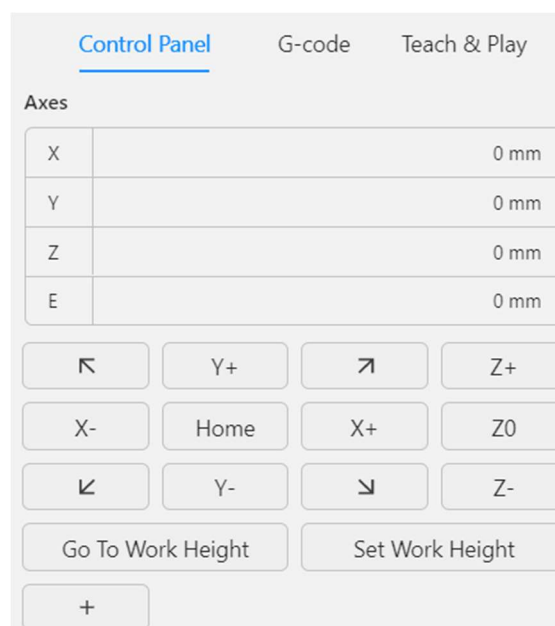 Control Panel G-code Teach & Play
Axes
X 0 mm
Y 0 mm
Z 0 mm
E 0 mm
↖ Y+ ↗ Z+
X- Home X+ Z0
↙ Y- ↘ Z-
Go To Work Height Set Work Height
+